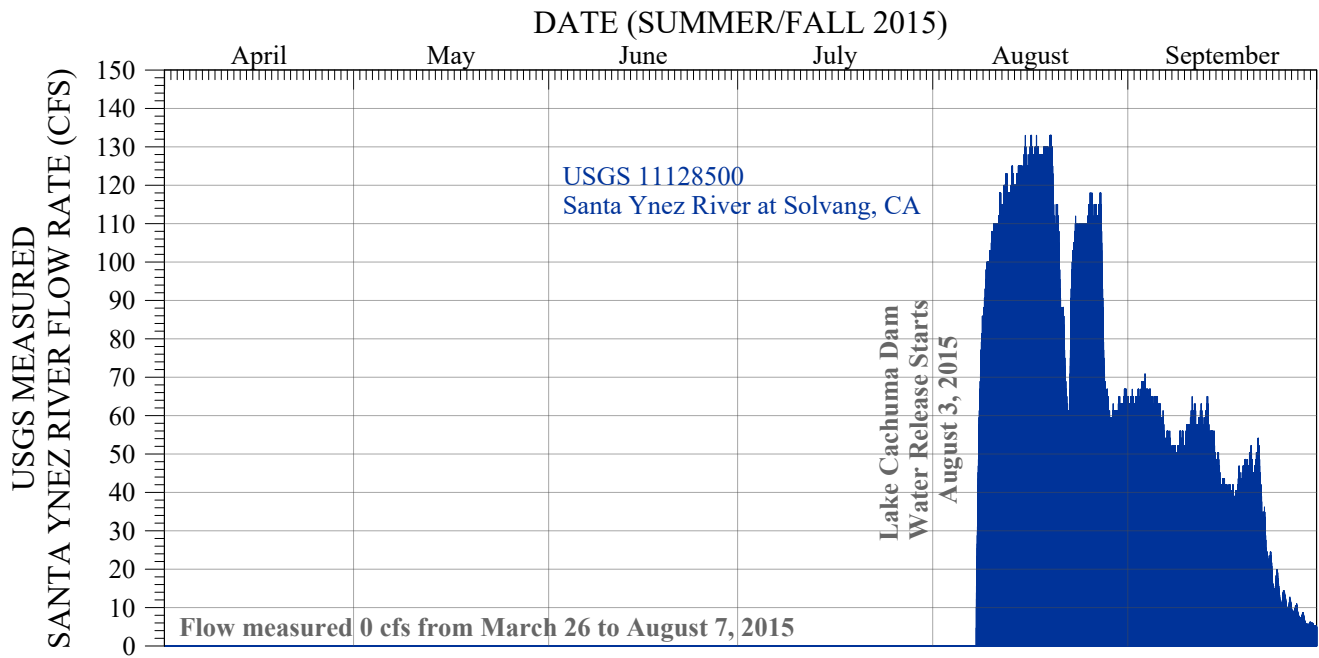 DATE (SUMMER/FALL 2015)
April May June July August September
USGS MEASURED
SANTA YNEZ RIVER FLOW RATE (CFS)
150
140
130
120
110
100
90
80
70
60
50
40
30
20
10
0
USGS 11128500
Santa Ynez River at Solvang, CA
Lake Cachuma Dam
Water Release Starts
August 3, 2015
Flow measured 0 cfs from March 26 to August 7, 2015